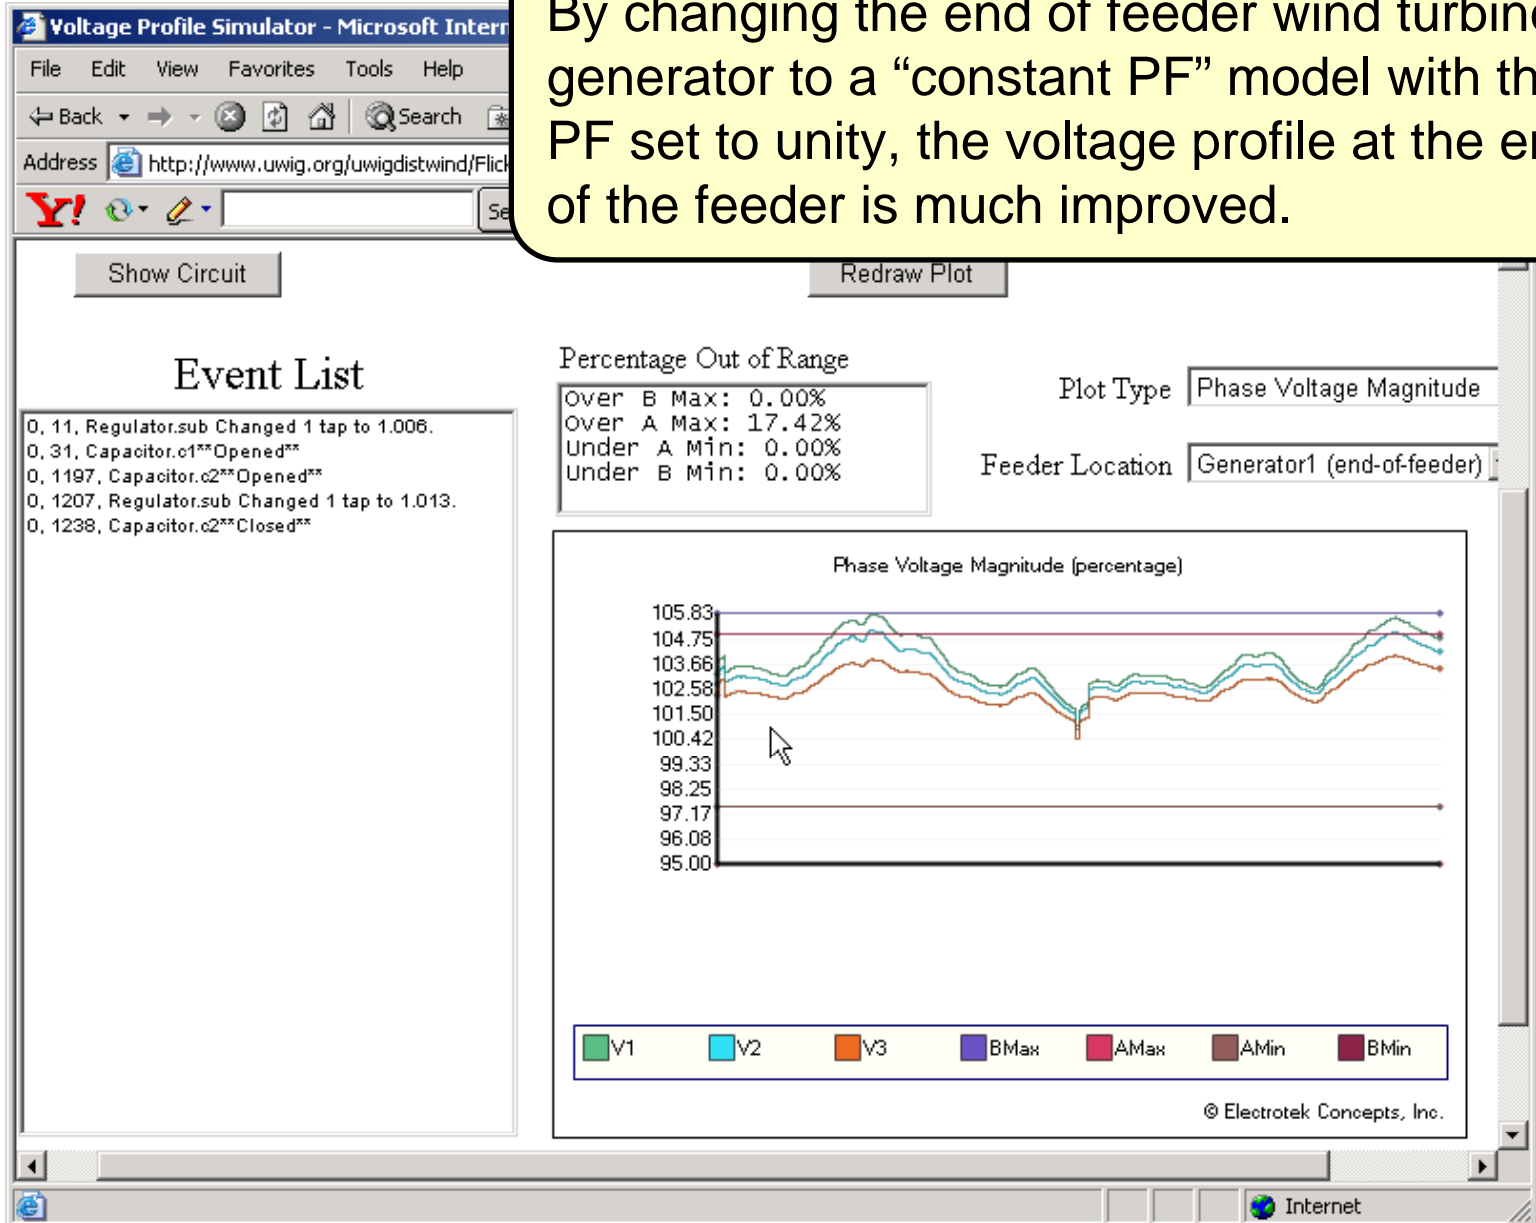 Voltage Profile Simulator - Microsoft Intern
By changing the end of feeder wind turbine
generator to a “constant PF” model with th
PF set to unity, the voltage profile at the en
of the feeder is much improved.
File Edit View Favorites Tools Help
Back Search
Address http://www.uwig.org/uwigdistwind/Flick
Y! Se
Show Circuit
Redraw Plot
Event List
0, 11, Regulator.sub Changed 1 tap to 1.006.
0, 31, Capacitor.c1**Opened**
0, 1197, Capacitor.c2**Opened**
0, 1207, Regulator.sub Changed 1 tap to 1.013.
0, 1238, Capacitor.c2**Closed**
Percentage Out of Range
Over B Max: 0.00%
Over A Max: 17.42%
Under A Min: 0.00%
Under B Min: 0.00%
Plot Type Phase Voltage Magnitude
Feeder Location Generator1 (end-of-feeder)
Phase Voltage Magnitude (percentage)
105.83
104.75
103.66
102.58
101.50
100.42
99.33
98.25
97.17
96.08
95.00
V1 V2 V3 BMax AMax AMin BMin
© Electrotek Concepts, Inc.
Internet